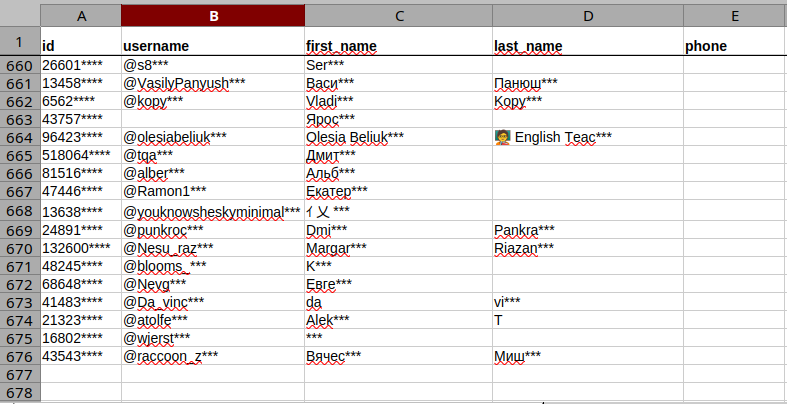 A B C D E
1 id username first_name last_name phone
660 26601**** @s8*** Ser***
661 13458**** @VasilyPanyush*** Васи*** Панюш***
662 6562**** @kopy*** Vladi*** Kopy***
663 43757**** Ярос***
664 96423**** @olesiabeliuk*** Olesia Beliuk*** 🧑‍🏫 English Teac***
665 518064**** @tqa*** Дмит***
666 81516**** @alber*** Альб***
667 47446**** @Ramon1*** Екатер***
668 13638**** @youknowsheskyminimal*** ***
669 24891**** @punkroc*** Dmi*** Pankra***
670 132600**** @Nesu_raz*** Margar*** Riazan***
671 48245**** @blooms_*** K***
672 68648**** @Neyg*** Евге***
673 41483**** @Da_vinc*** da vi***
674 21323**** @atolfe*** Alek*** T
675 16802**** @wjerst*** ***
676 43543**** @raccoon_z*** Вячес*** Миш***
677
678